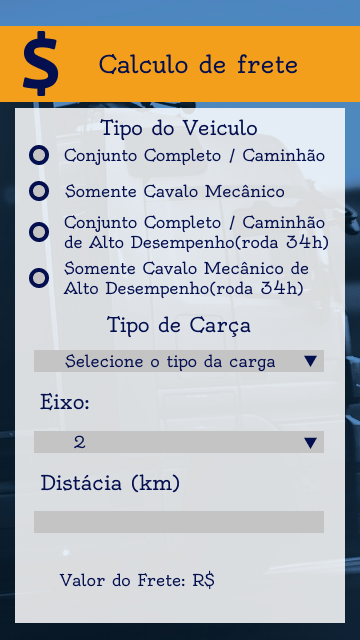 $ Calculo de frete
Tipo do Veiculo
Conjunto Completo / Caminhão
Somente Cavalo Mecânico
Conjunto Completo / Caminhão
de Alto Desempenho(roda 34h)
Somente Cavalo Mecânico de
Alto Desempenho(roda 34h)
Tipo de Carça
Selecione o tipo da carga ▼
Eixo:
2 ▼
Distácia (km)
Valor do Frete: R$